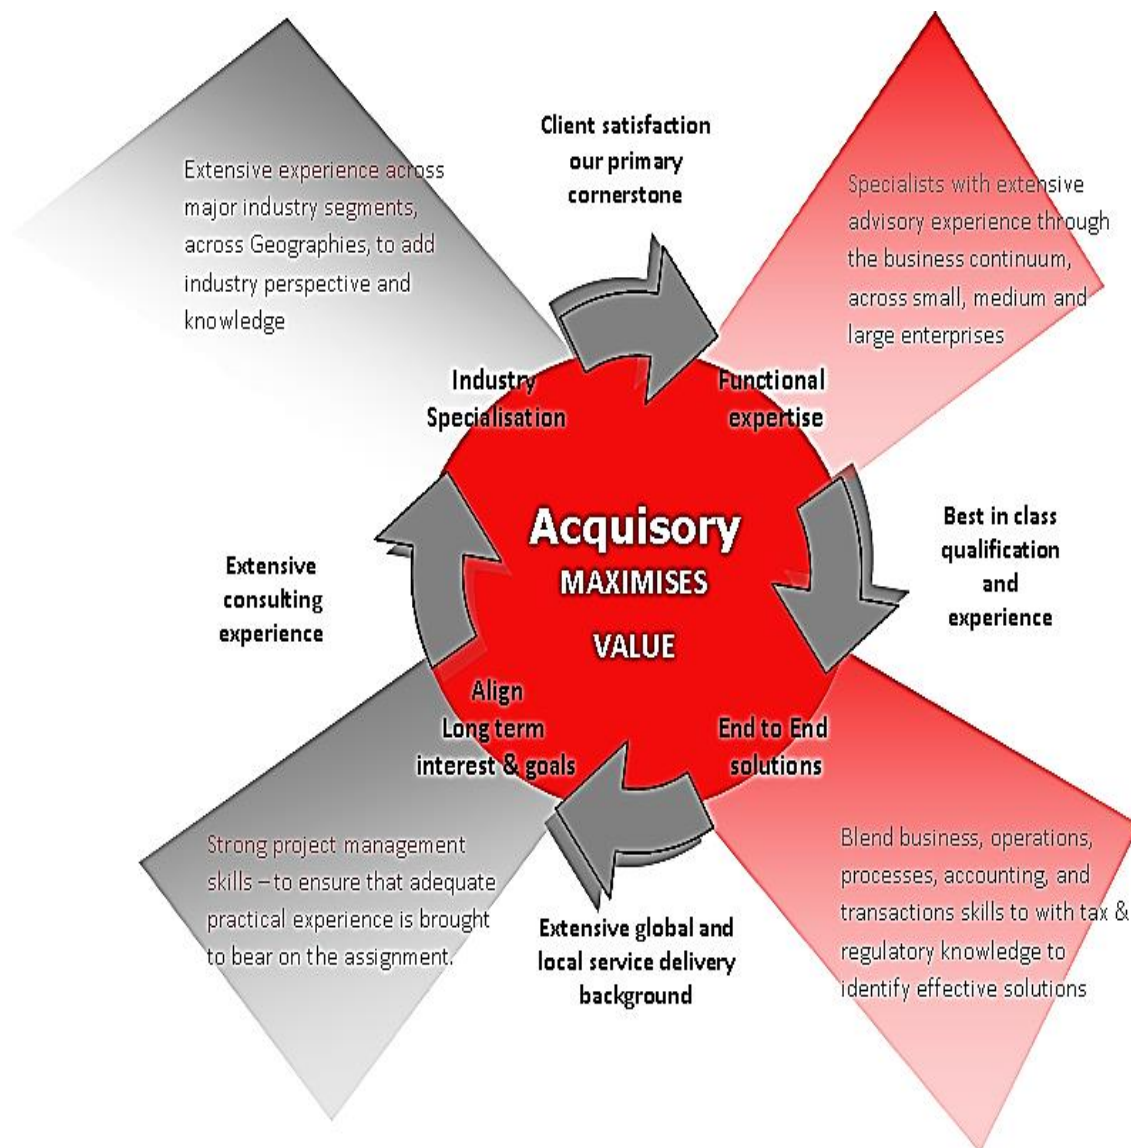 Client satisfaction
our primary
cornerstone
Extensive experience across
major industry segments,
across Geographies, to add
industry perspective and
knowledge
Specialists with extensive
advisory experience through
the business continuum,
across small, medium and
large enterprises
Industry
Specialisation
Functional
expertise
Acquisory
MAXIMISES
VALUE
Extensive
consulting
experience
Best in class
qualification
and
experience
Align
Long term
interest & goals
End to End
solutions
Strong project management
skills – to ensure that adequate
practical experience is brought
to bear on the assignment.
Extensive global and
local service delivery
background
Blend business, operations,
processes, accounting, and
transactions skills to with tax &
regulatory knowledge to
identify effective solutions